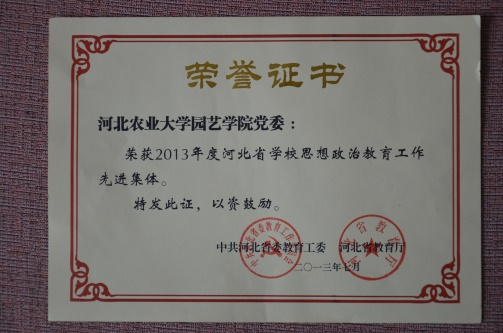 荣誉证书
河北农业大学园艺学院党委：
荣获2013年度河北省学校思想政治教育工作
先进集体。
特发此证，以资鼓励。
中共河北省委教育工委 河北省教育厅
二〇一三年七月